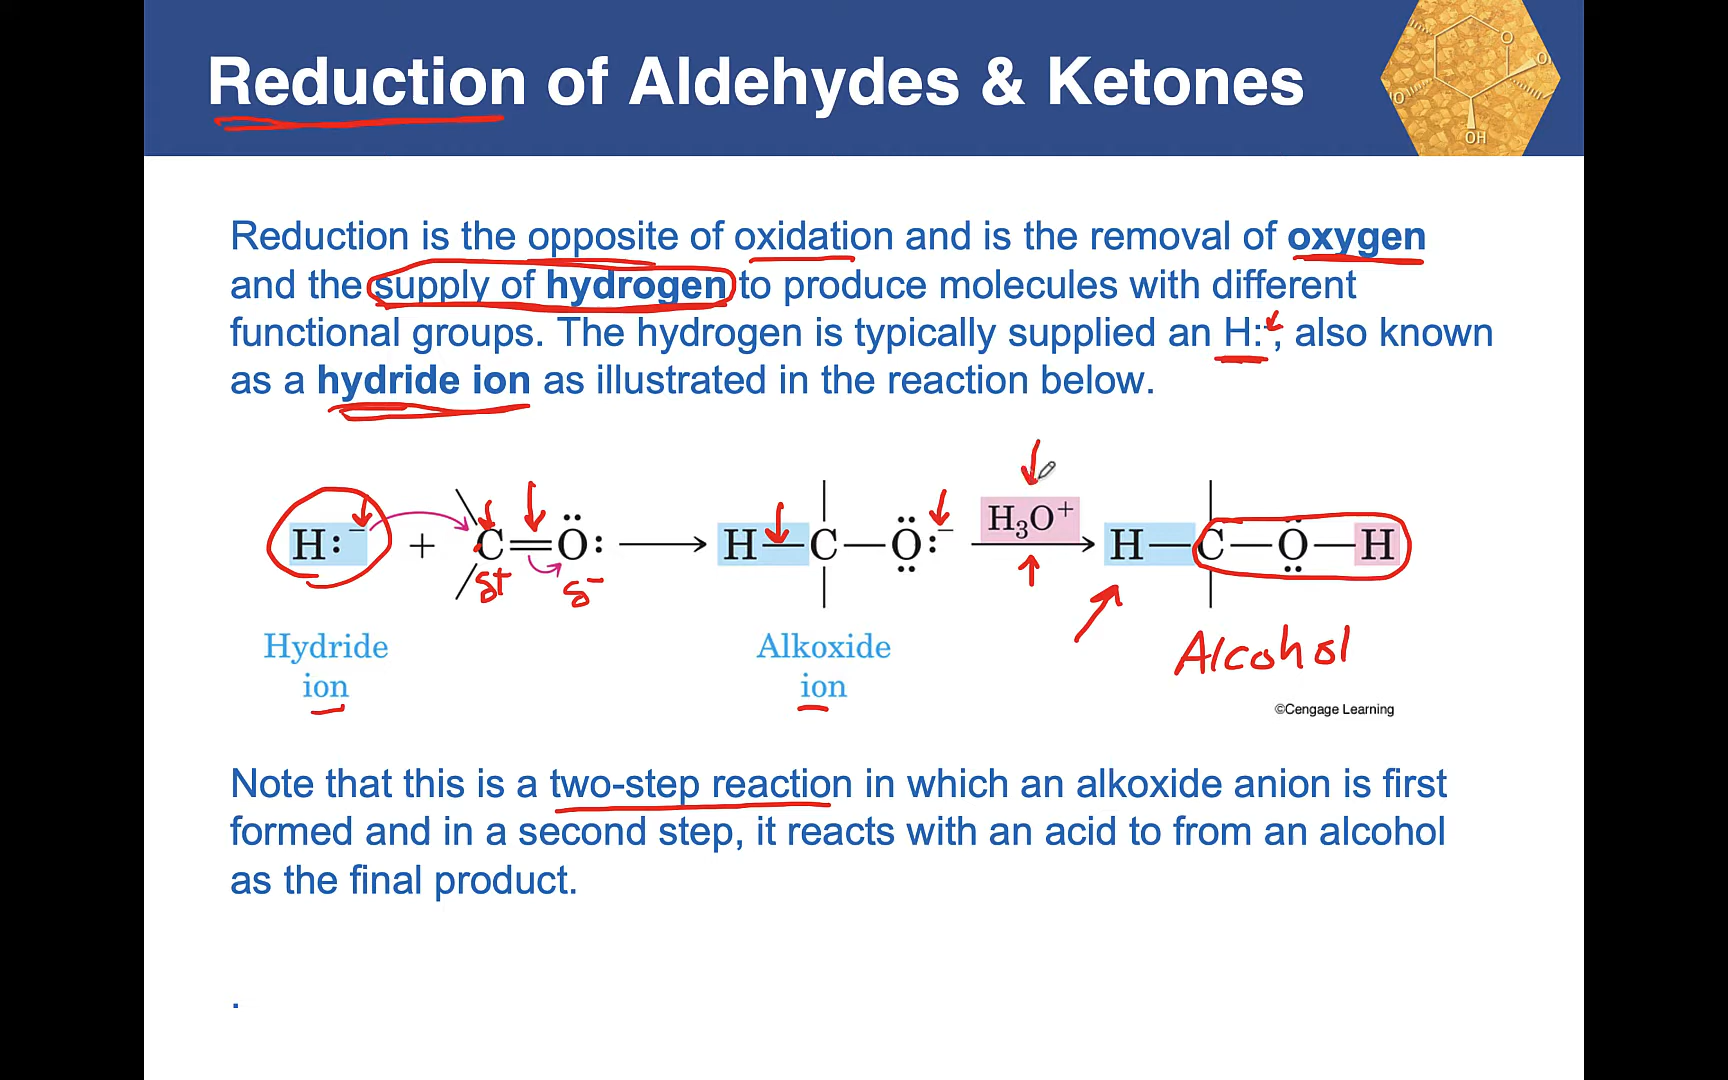 Reduction of Aldehydes & Ketones
O
O
O
OH
Reduction is the opposite of oxidation and is the removal of oxygen
and the supply of hydrogen to produce molecules with different
functional groups. The hydrogen is typically supplied an H:⁻, also known
as a hydride ion as illustrated in the reaction below.
H:⁻ + C=O: → H—C—O:⁻ H₃O⁺ → H—C—O—H
δ+ δ−
Hydride
ion
Alkoxide
ion
Alcohol
©Cengage Learning
Note that this is a two-step reaction in which an alkoxide anion is first
formed and in a second step, it reacts with an acid to from an alcohol
as the final product.
.